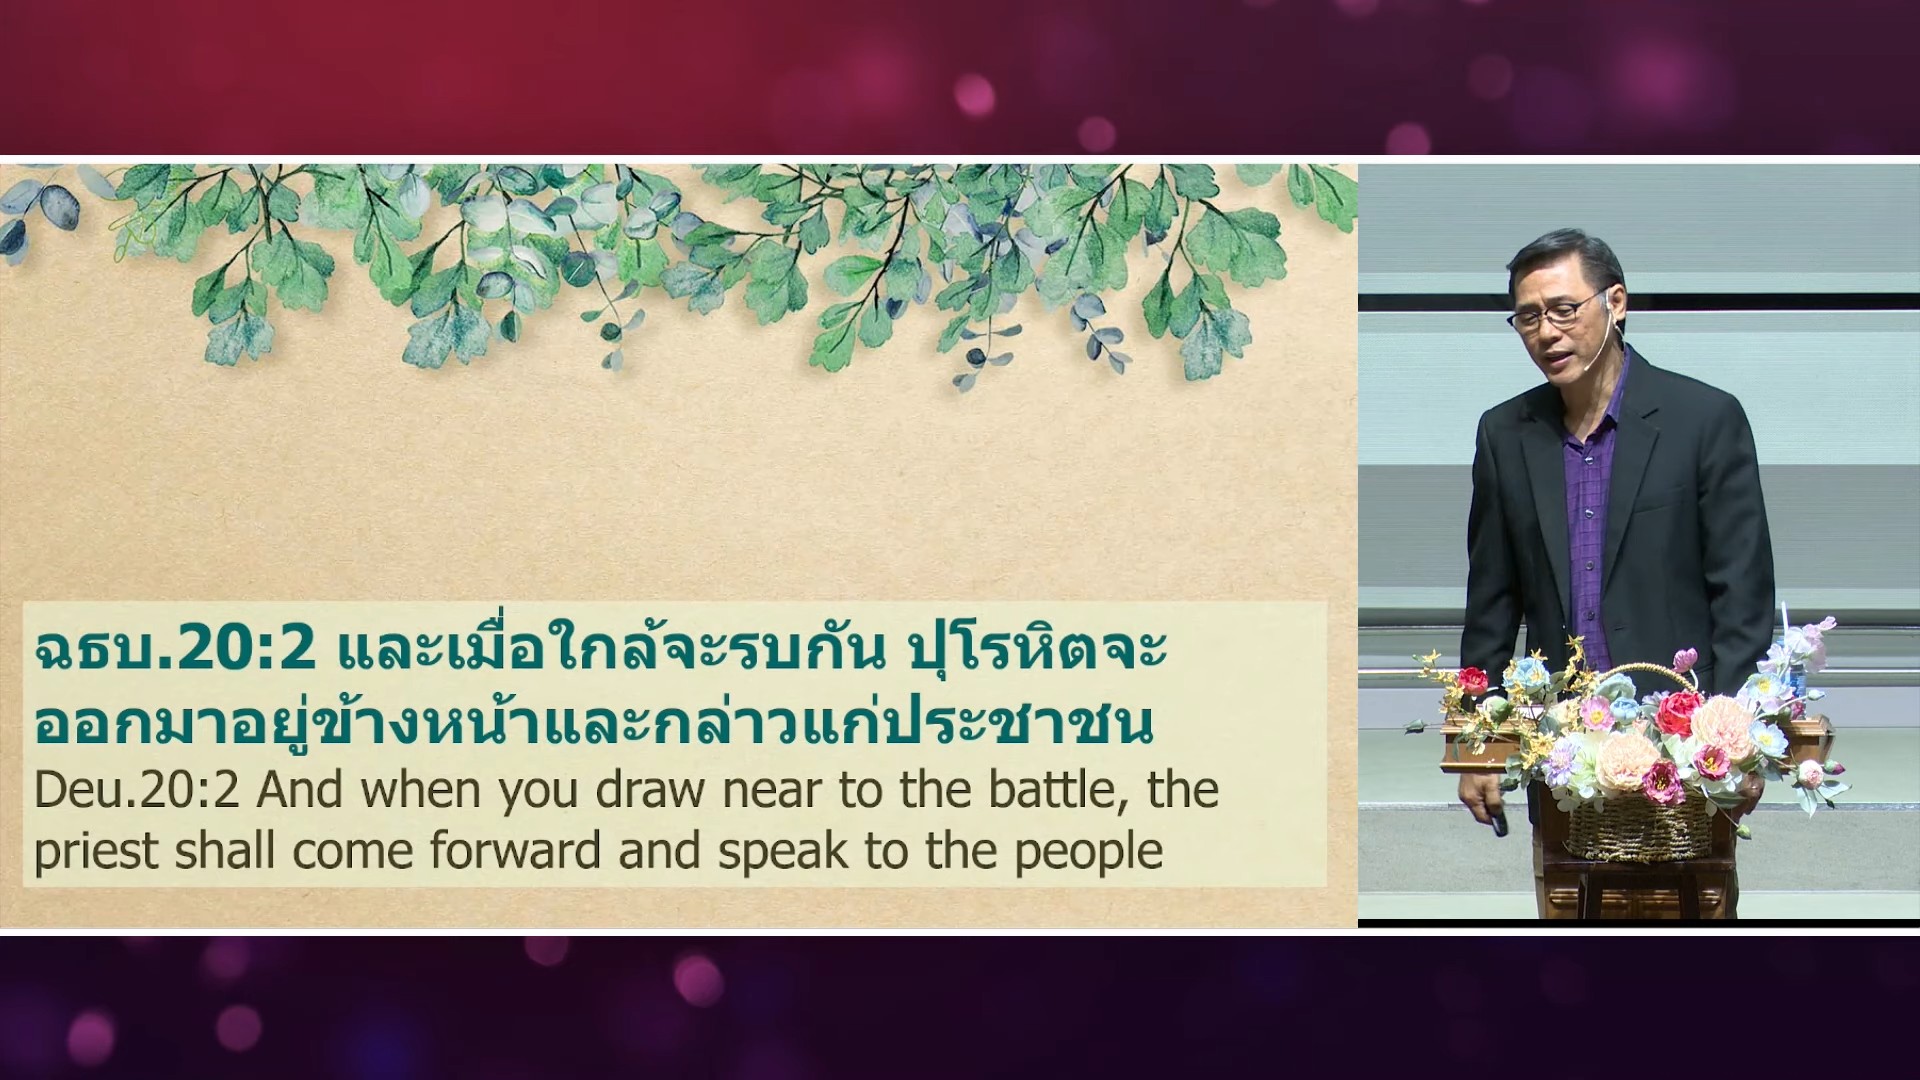 ฉธบ.20:2 และเมื่อใกล้จะรบกัน ปุโรหิตจะ
ออกมาอยู่ข้างหน้าและกล่าวแก่ประชาชน
Deu.20:2 And when you draw near to the battle, the
priest shall come forward and speak to the people